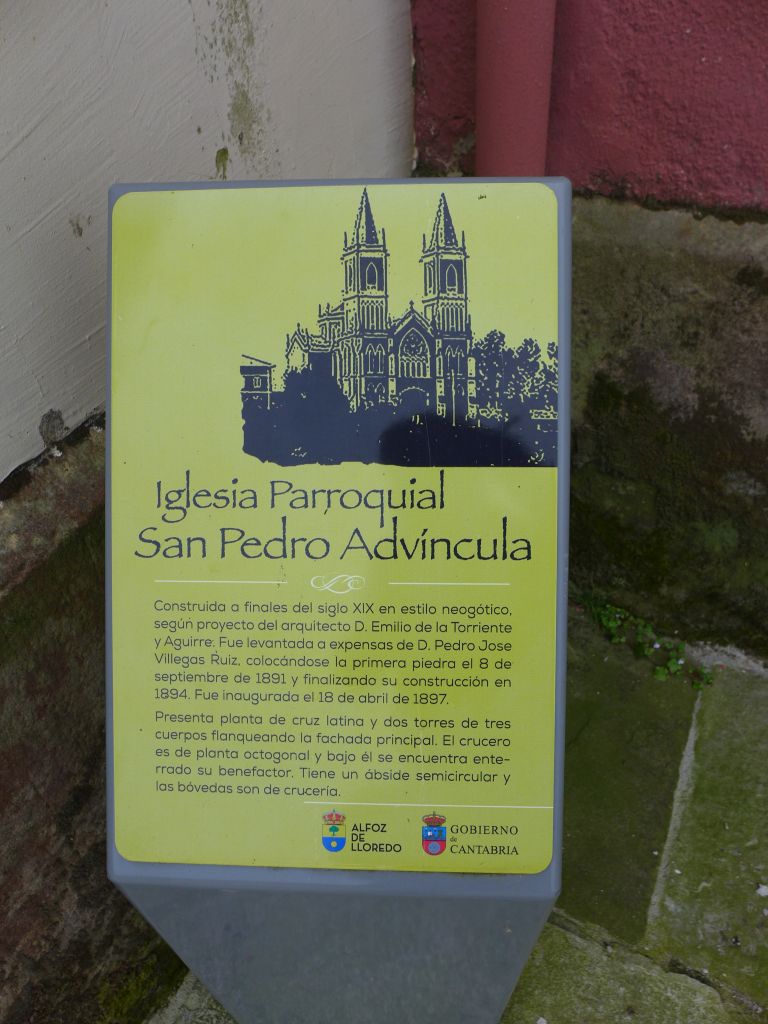 Iglesia Parroquial
San Pedro Advíncula
Construida a finales del siglo XIX en estilo neogótico,
según proyecto del arquitecto D. Emilio de la Torriente
y Aguirre. Fue levantada a expensas de D. Pedro Jose
Villegas Ruiz, colocándose la primera piedra el 8 de
septiembre de 1891 y finalizando su construcción en
1894. Fue inaugurada el 18 de abril de 1897.
Presenta planta de cruz latina y dos torres de tres
cuerpos flanqueando la fachada principal. El crucero
es de planta octogonal y bajo él se encuentra ente-
rrado su benefactor. Tiene un ábside semicircular y
las bóvedas son de crucería.
ALFOZ
DE
LLOREDO
GOBIERNO
de
CANTABRIA